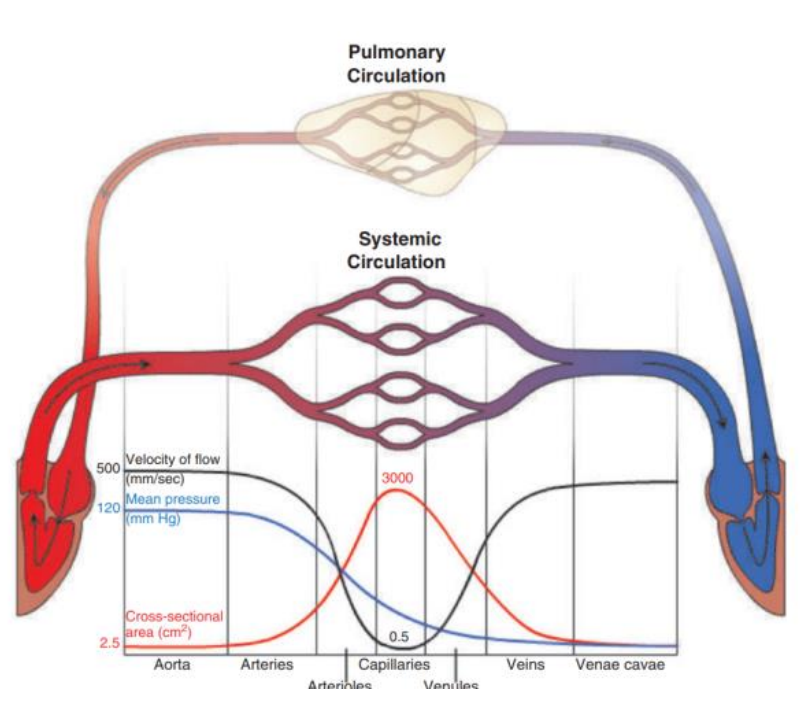 Pulmonary
Circulation
Systemic
Circulation
500
Velocity of flow
(mm/sec)
3000
120
Mean pressure
(mm Hg)
Cross-sectional
area (cm²)
2.5
0.5
Aorta
Arteries
Capillaries
Veins
Venae cavae
Arterioles
Venules